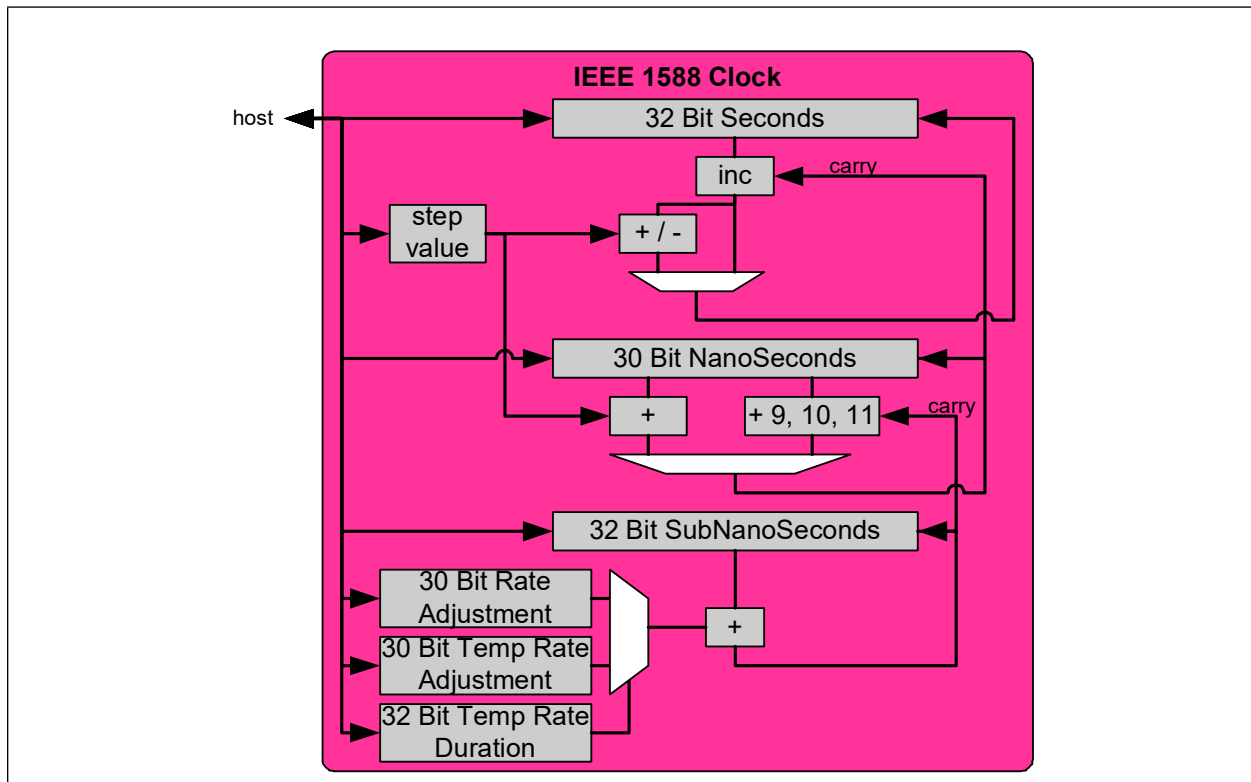 IEEE 1588 Clock
host
32 Bit Seconds
inc
carry
step
value
+ / -
30 Bit NanoSeconds
+
+ 9, 10, 11
carry
32 Bit SubNanoSeconds
30 Bit Rate
Adjustment
+
30 Bit Temp Rate
Adjustment
32 Bit Temp Rate
Duration